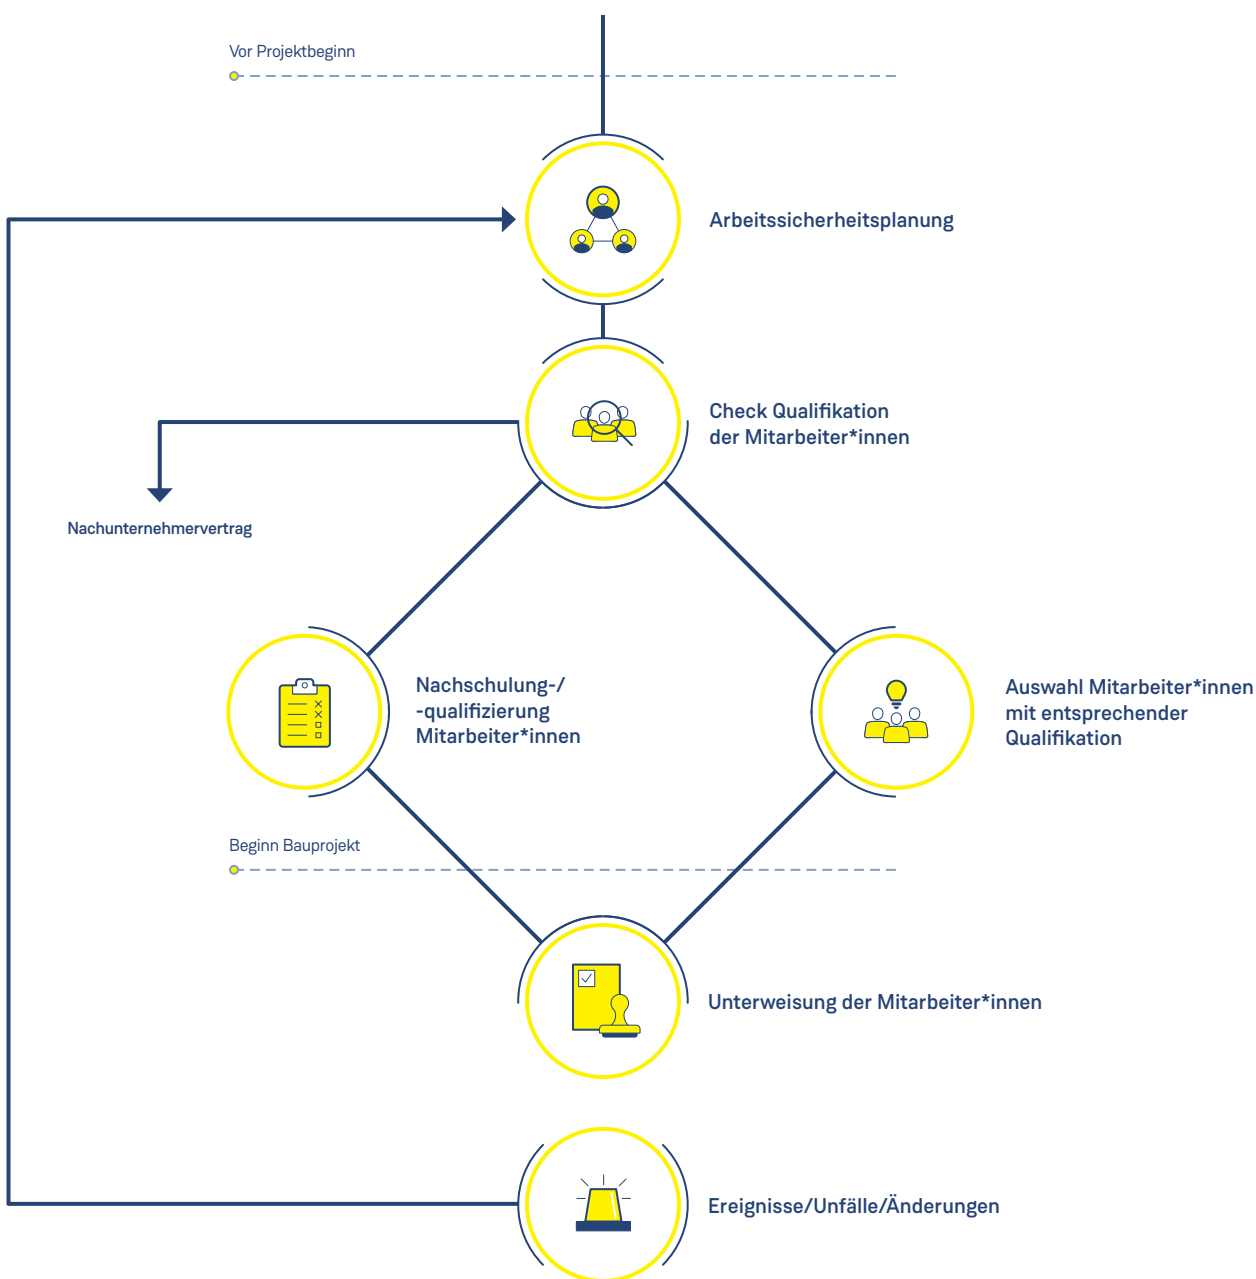 Vor Projektbeginn
Arbeitssicherheitsplanung
Check Qualifikation
der Mitarbeiter*innen
Nachunternehmervertrag
Nachschulung-/
-qualifizierung
Mitarbeiter*innen
Auswahl Mitarbeiter*innen
mit entsprechender
Qualifikation
Beginn Bauprojekt
Unterweisung der Mitarbeiter*innen
Ereignisse/Unfälle/Änderungen